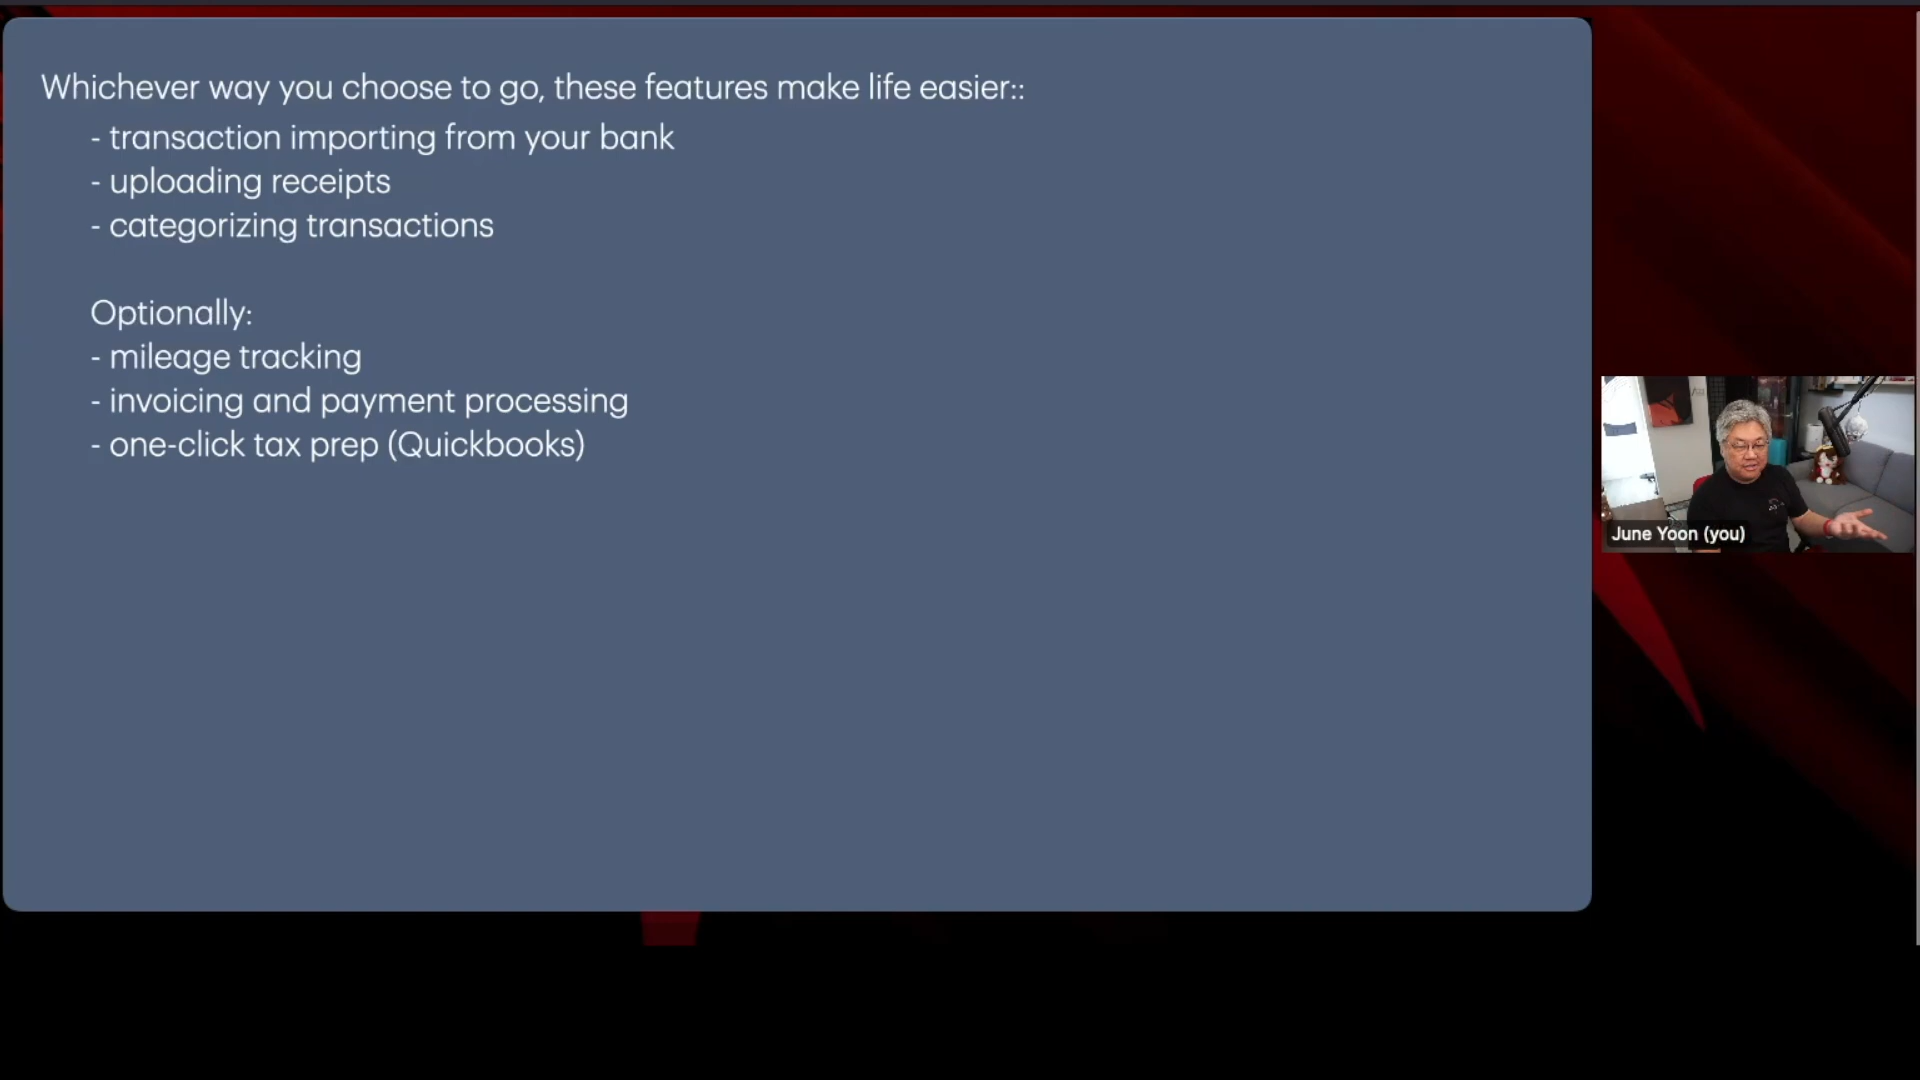 Whichever way you choose to go, these features make life easier::
- transaction importing from your bank
- uploading receipts
- categorizing transactions
Optionally:
- mileage tracking
- invoicing and payment processing
- one-click tax prep (Quickbooks)
June Yoon (you)